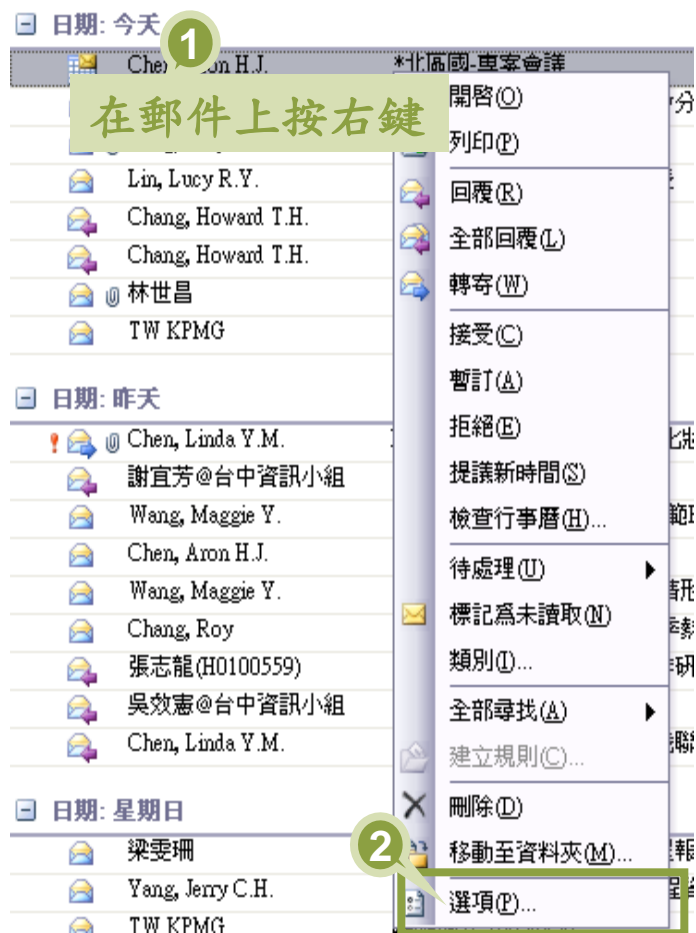 日期: 今天
1
Che on H.J.
*北區國-專案會議
在郵件上按右鍵
開啓(O)
列印(P)
Lin, Lucy R.Y.
回覆(R)
Chang, Howard T.H.
全部回覆(L)
Chang, Howard T.H.
轉寄(W)
林世昌
TW KPMG
接受(C)
暫訂(A)
日期: 昨天
拒絕(E)
Chen, Linda Y.M.
謝宜芳@台中資訊小組
提議新時間(S)
Wang, Maggie Y.
檢查行事曆(H)...
Chen, Aron H.J.
待處理(U)
Wang, Maggie Y.
標記爲未讀取(N)
Chang, Roy
類別(I)...
張志龍(H0100559)
吳效憲@台中資訊小組
全部尋找(A)
Chen, Linda Y.M.
建立規則(C)...
日期: 星期日
刪除(D)
2
梁雯珊
移動至資料夾(M)...
Yang, Jerry C.H.
選項(P)...
TW KPMG